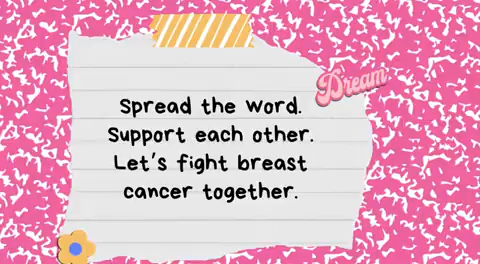 Dream
Spread the word.
Support each other.
Let's fight breast
cancer together.